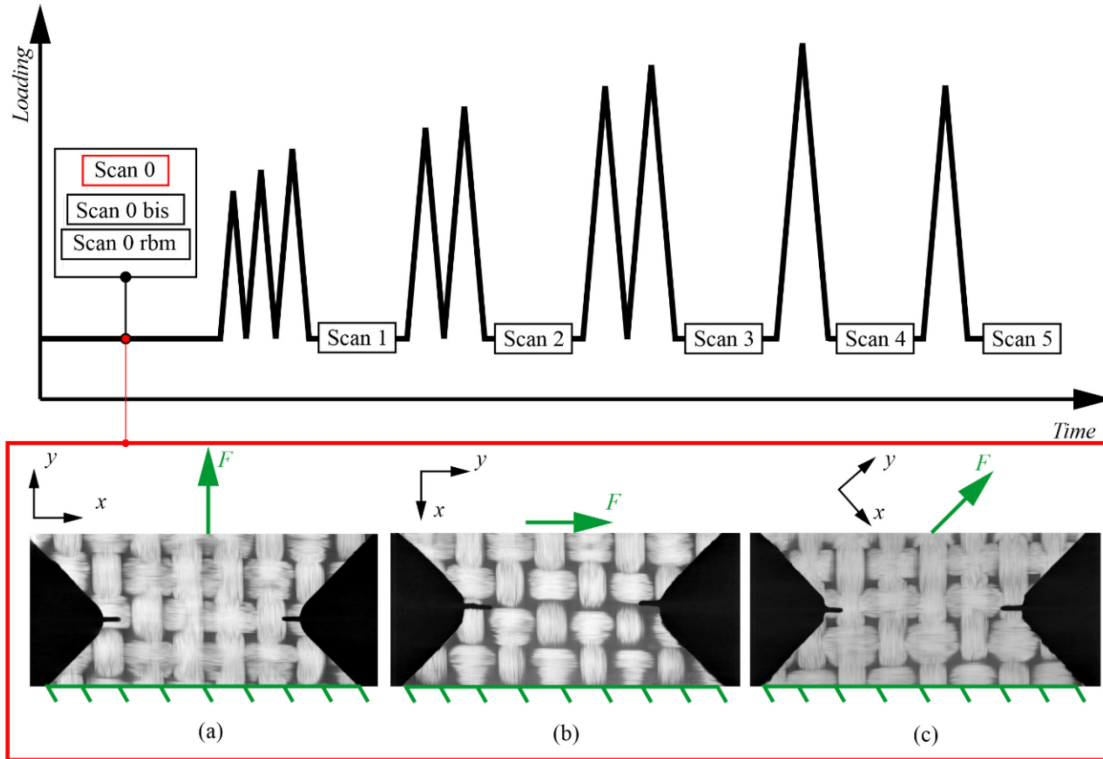 Loading
Scan 0
Scan 0 bis
Scan 0 rbm
Scan 1
Scan 2
Scan 3
Scan 4
Scan 5
Time
y
x
F
y
x
F
y
x
F
(a)
(b)
(c)